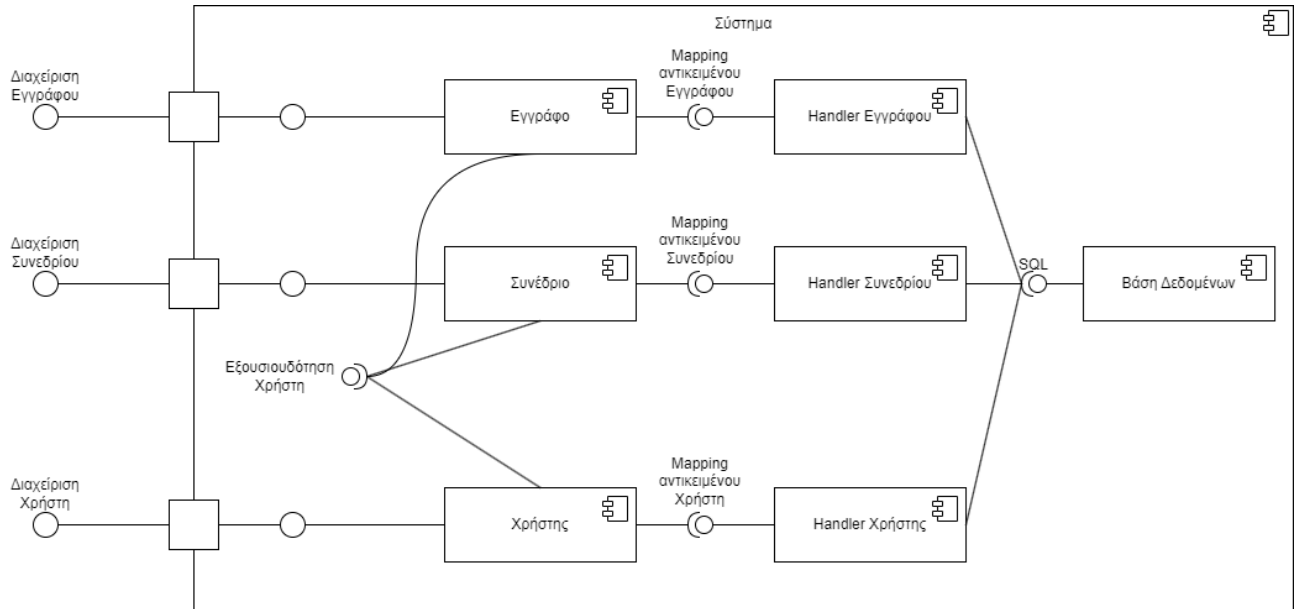 Σύστημα
Διαχείριση
Εγγράφου
Εγγράφο
Mapping
αντικειμένου
Εγγράφου
Handler Εγγράφου
Διαχείριση
Συνεδρίου
Συνέδριο
Mapping
αντικειμένου
Συνεδρίου
Handler Συνεδρίου
SQL
Βάση Δεδομένων
Εξουσιουδότηση
Χρήστη
Διαχείριση
Χρήστη
Χρήστης
Mapping
αντικειμένου
Χρήστη
Handler Χρήστης